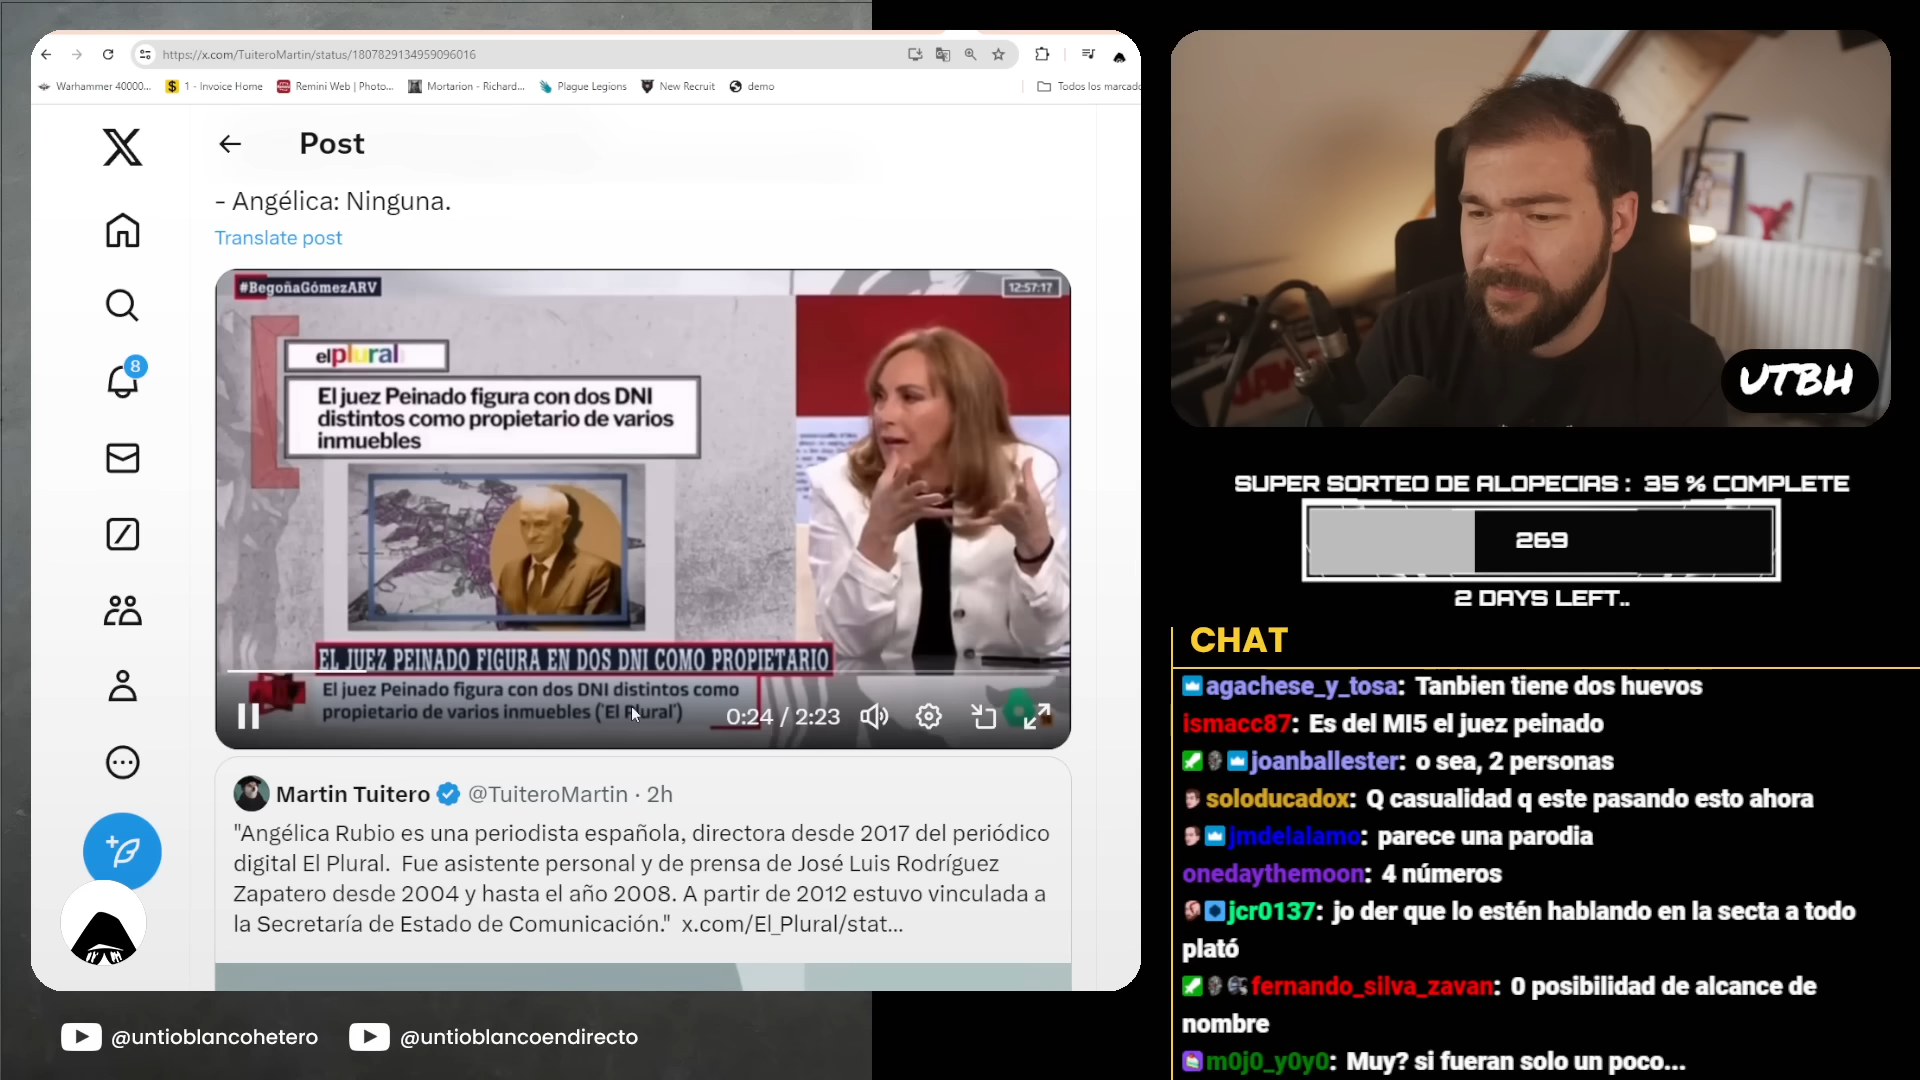 https://x.com/TuiteroMartin/status/1807829134959096016
Warhammer 40000...
1 - Invoice Home
Remini Web | Photo...
Mortarion - Richard...
Plague Legions
New Recruit
demo
Todos los marcado
Post
- Angélica: Ninguna.
Translate post
8
#BegoñaGómezARV
12:57:17
elplural
El juez Peinado figura con dos DNI
distintos como propietario de varios
inmuebles
EL JUEZ PEINADO FIGURA EN DOS DNI COMO PROPIETARIO
El juez Peinado figura con dos DNI distintos como
propietario de varios inmuebles ('El Plural')
0:24 / 2:23
Martin Tuitero @TuiteroMartin · 2h
"Angélica Rubio es una periodista española, directora desde 2017 del periódico
digital El Plural. Fue asistente personal y de prensa de José Luis Rodríguez
Zapatero desde 2004 y hasta el año 2008. A partir de 2012 estuvo vinculada a
la Secretaría de Estado de Comunicación." x.com/El_Plural/stat...
@untioblancohetero
@untioblancoendirecto
UTBH
SUPER SORTEO DE ALOPECIAS : 35 % COMPLETE
269
2 DAYS LEFT..
CHAT
agachese_y_tosa: Tanbien tiene dos huevos
ismacc87: Es del MI5 el juez peinado
joanballester: o sea, 2 personas
soloducadox: Q casualidad q este pasando esto ahora
jmdelalamo: parece una parodia
onedaythemoon: 4 números
jcr0137: jo der que lo estén hablando en la secta a todo
plató
fernando_silva_zavan: 0 posibilidad de alcance de
nombre
m0j0_y0y0: Muy? si fueran solo un poco...